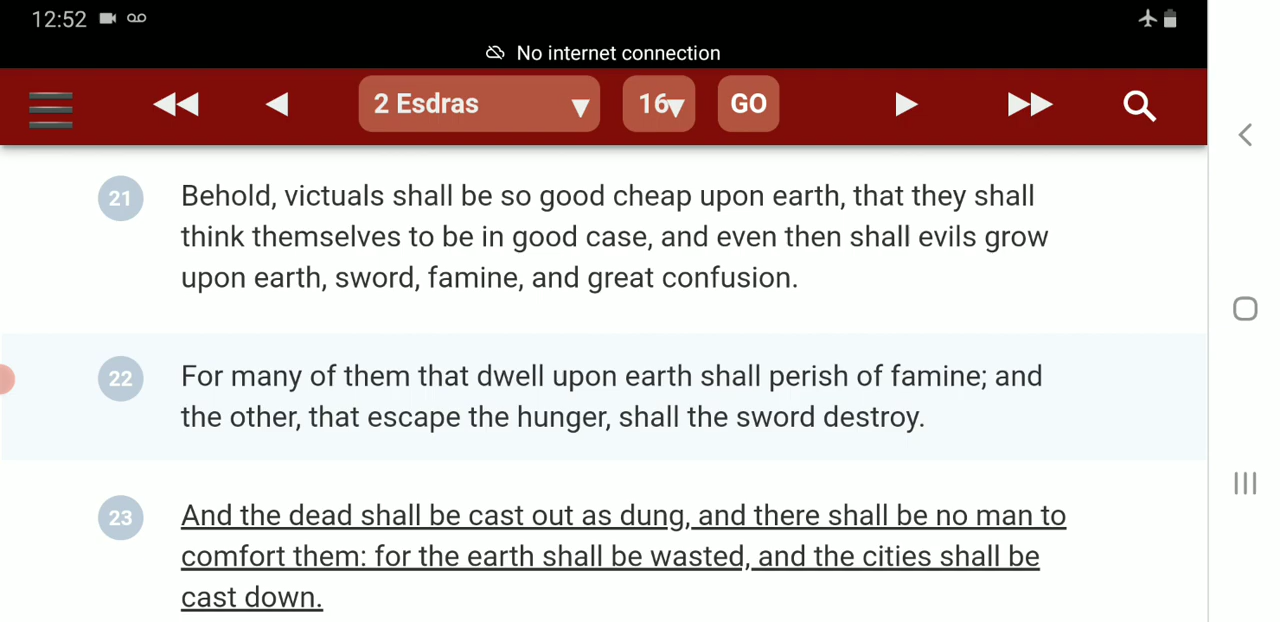 12:52
No internet connection
2 Esdras
16
GO
21
Behold, victuals shall be so good cheap upon earth, that they shall
think themselves to be in good case, and even then shall evils grow
upon earth, sword, famine, and great confusion.
22
For many of them that dwell upon earth shall perish of famine; and
the other, that escape the hunger, shall the sword destroy.
23
And the dead shall be cast out as dung, and there shall be no man to
comfort them: for the earth shall be wasted, and the cities shall be
cast down.